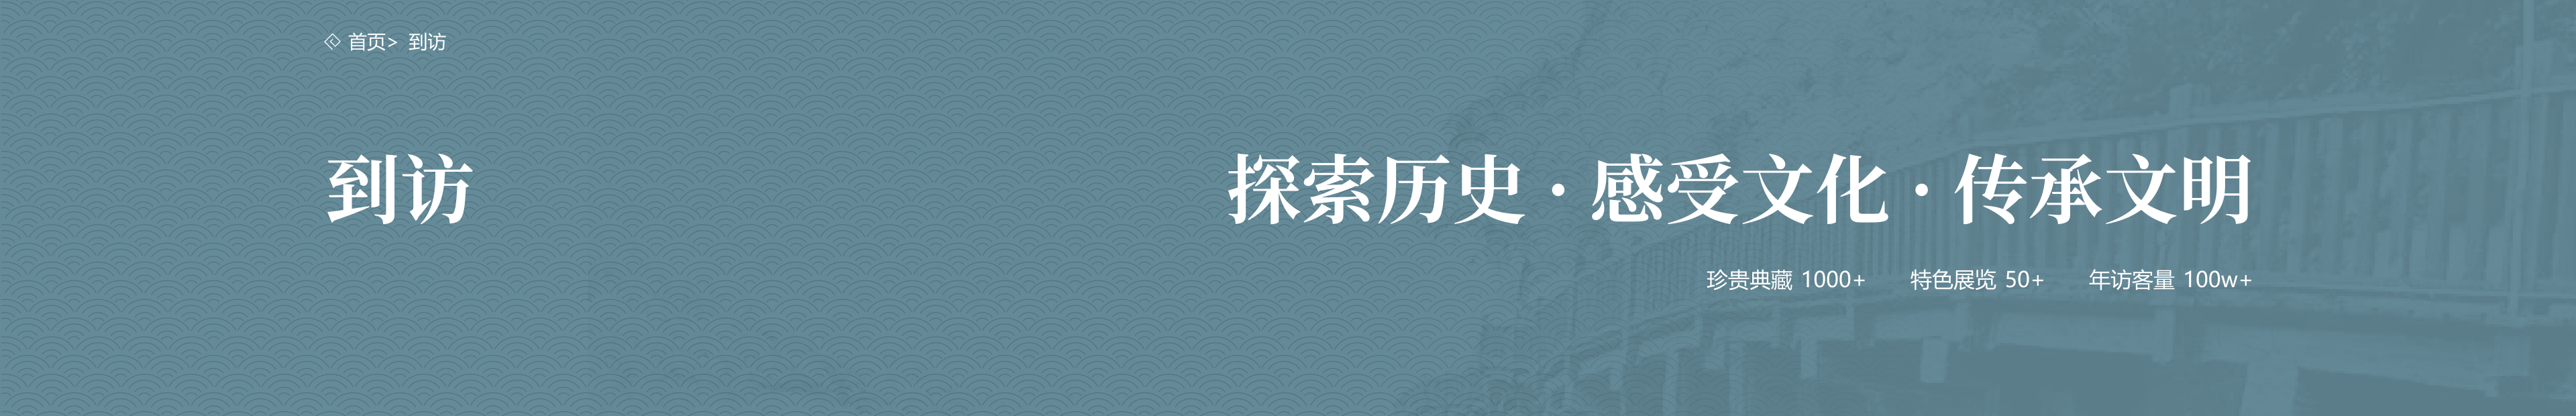 首页> 到访
到访
探索历史·感受文化·传承文明
珍贵典藏 1000+ 特色展览 50+ 年访客量 100w+